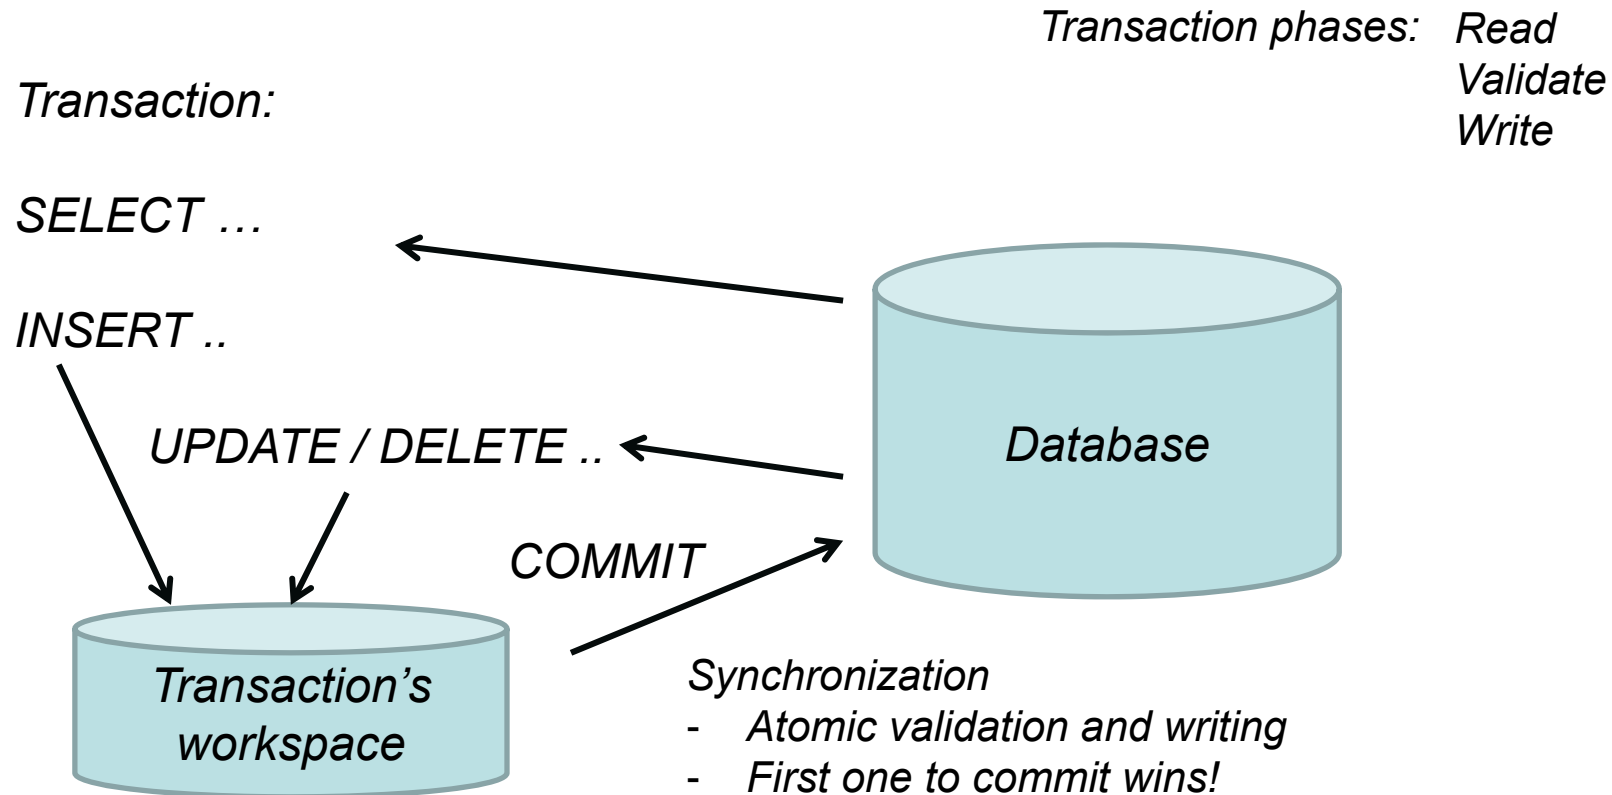 Transaction phases: Read
Validate
Write
Transaction:
SELECT …
INSERT ..
UPDATE / DELETE ..
Database
COMMIT
Transaction’s
workspace
Synchronization
- Atomic validation and writing
- First one to commit wins!